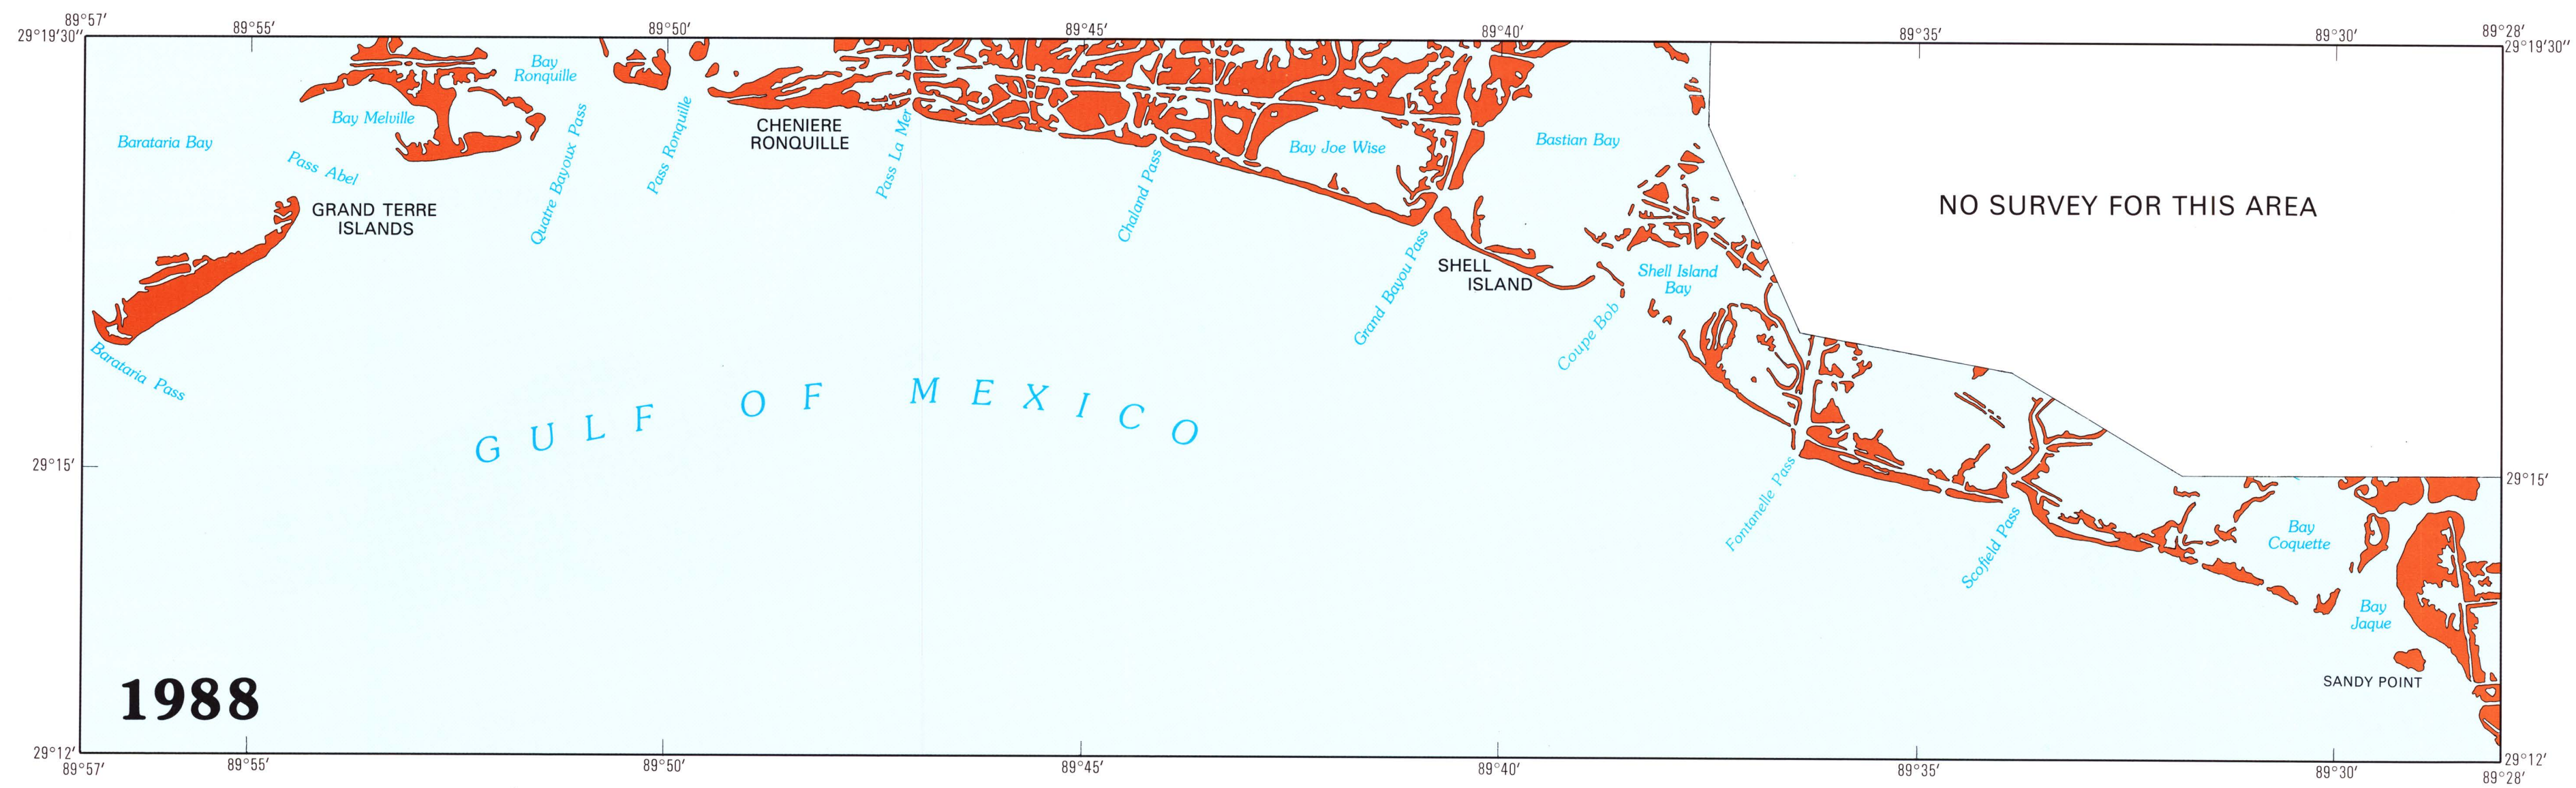 89°57′
89°55′
89°50′
89°45′
89°40′
89°35′
89°30′
89°28′
29°19′30″
29°19′30″
Bay
Ronquille
Bay Melville
Barataria Bay
Pass Abel
Quatre Bayoux Pass
Pass Ronquille
CHENIERE
RONQUILLE
Pass La Mer
Chaland Pass
Bay Joe Wise
Bastian Bay
NO SURVEY FOR THIS AREA
GRAND TERRE
ISLANDS
Grand Bayou Pass
SHELL
ISLAND
Shell Island
Bay
Coupe Bob
Barataria Pass
GULF OF MEXICO
29°15′
29°15′
Fontanelle Pass
Scofield Pass
Bay
Coquette
Bay
Jaque
SANDY POINT
1988
29°12′
29°12′
89°57′
89°55′
89°50′
89°45′
89°40′
89°35′
89°30′
89°28′